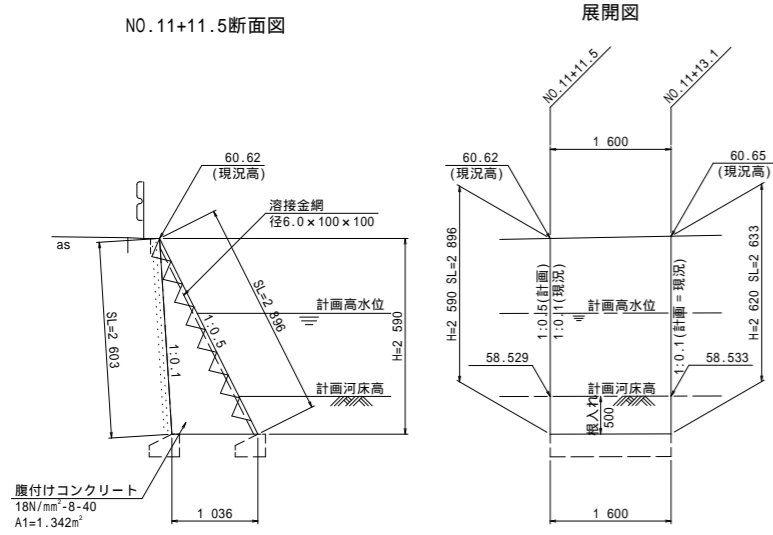 NO.11+11.5断面図
60.62
(現況高)
溶接金網
径6.0×100×100
as
SL=2 603
1:0.1
1:0.5
SL=2 896
計画高水位
H=2 590
計画河床高
腹付けコンクリート
18N/mm²-8-40
A1=1.342m²
1 036
展開図
NO.11+11.5
NO.11+13.1
1 600
60.62
(現況高)
60.65
(現況高)
H=2 590 SL=2 896
1:0.5(計画)
1:0.1(現況)
計画高水位
1:0.1(計画=現況)
H=2 620 SL=2 633
58.529
58.533
計画河床高
根入れ
500
1 600